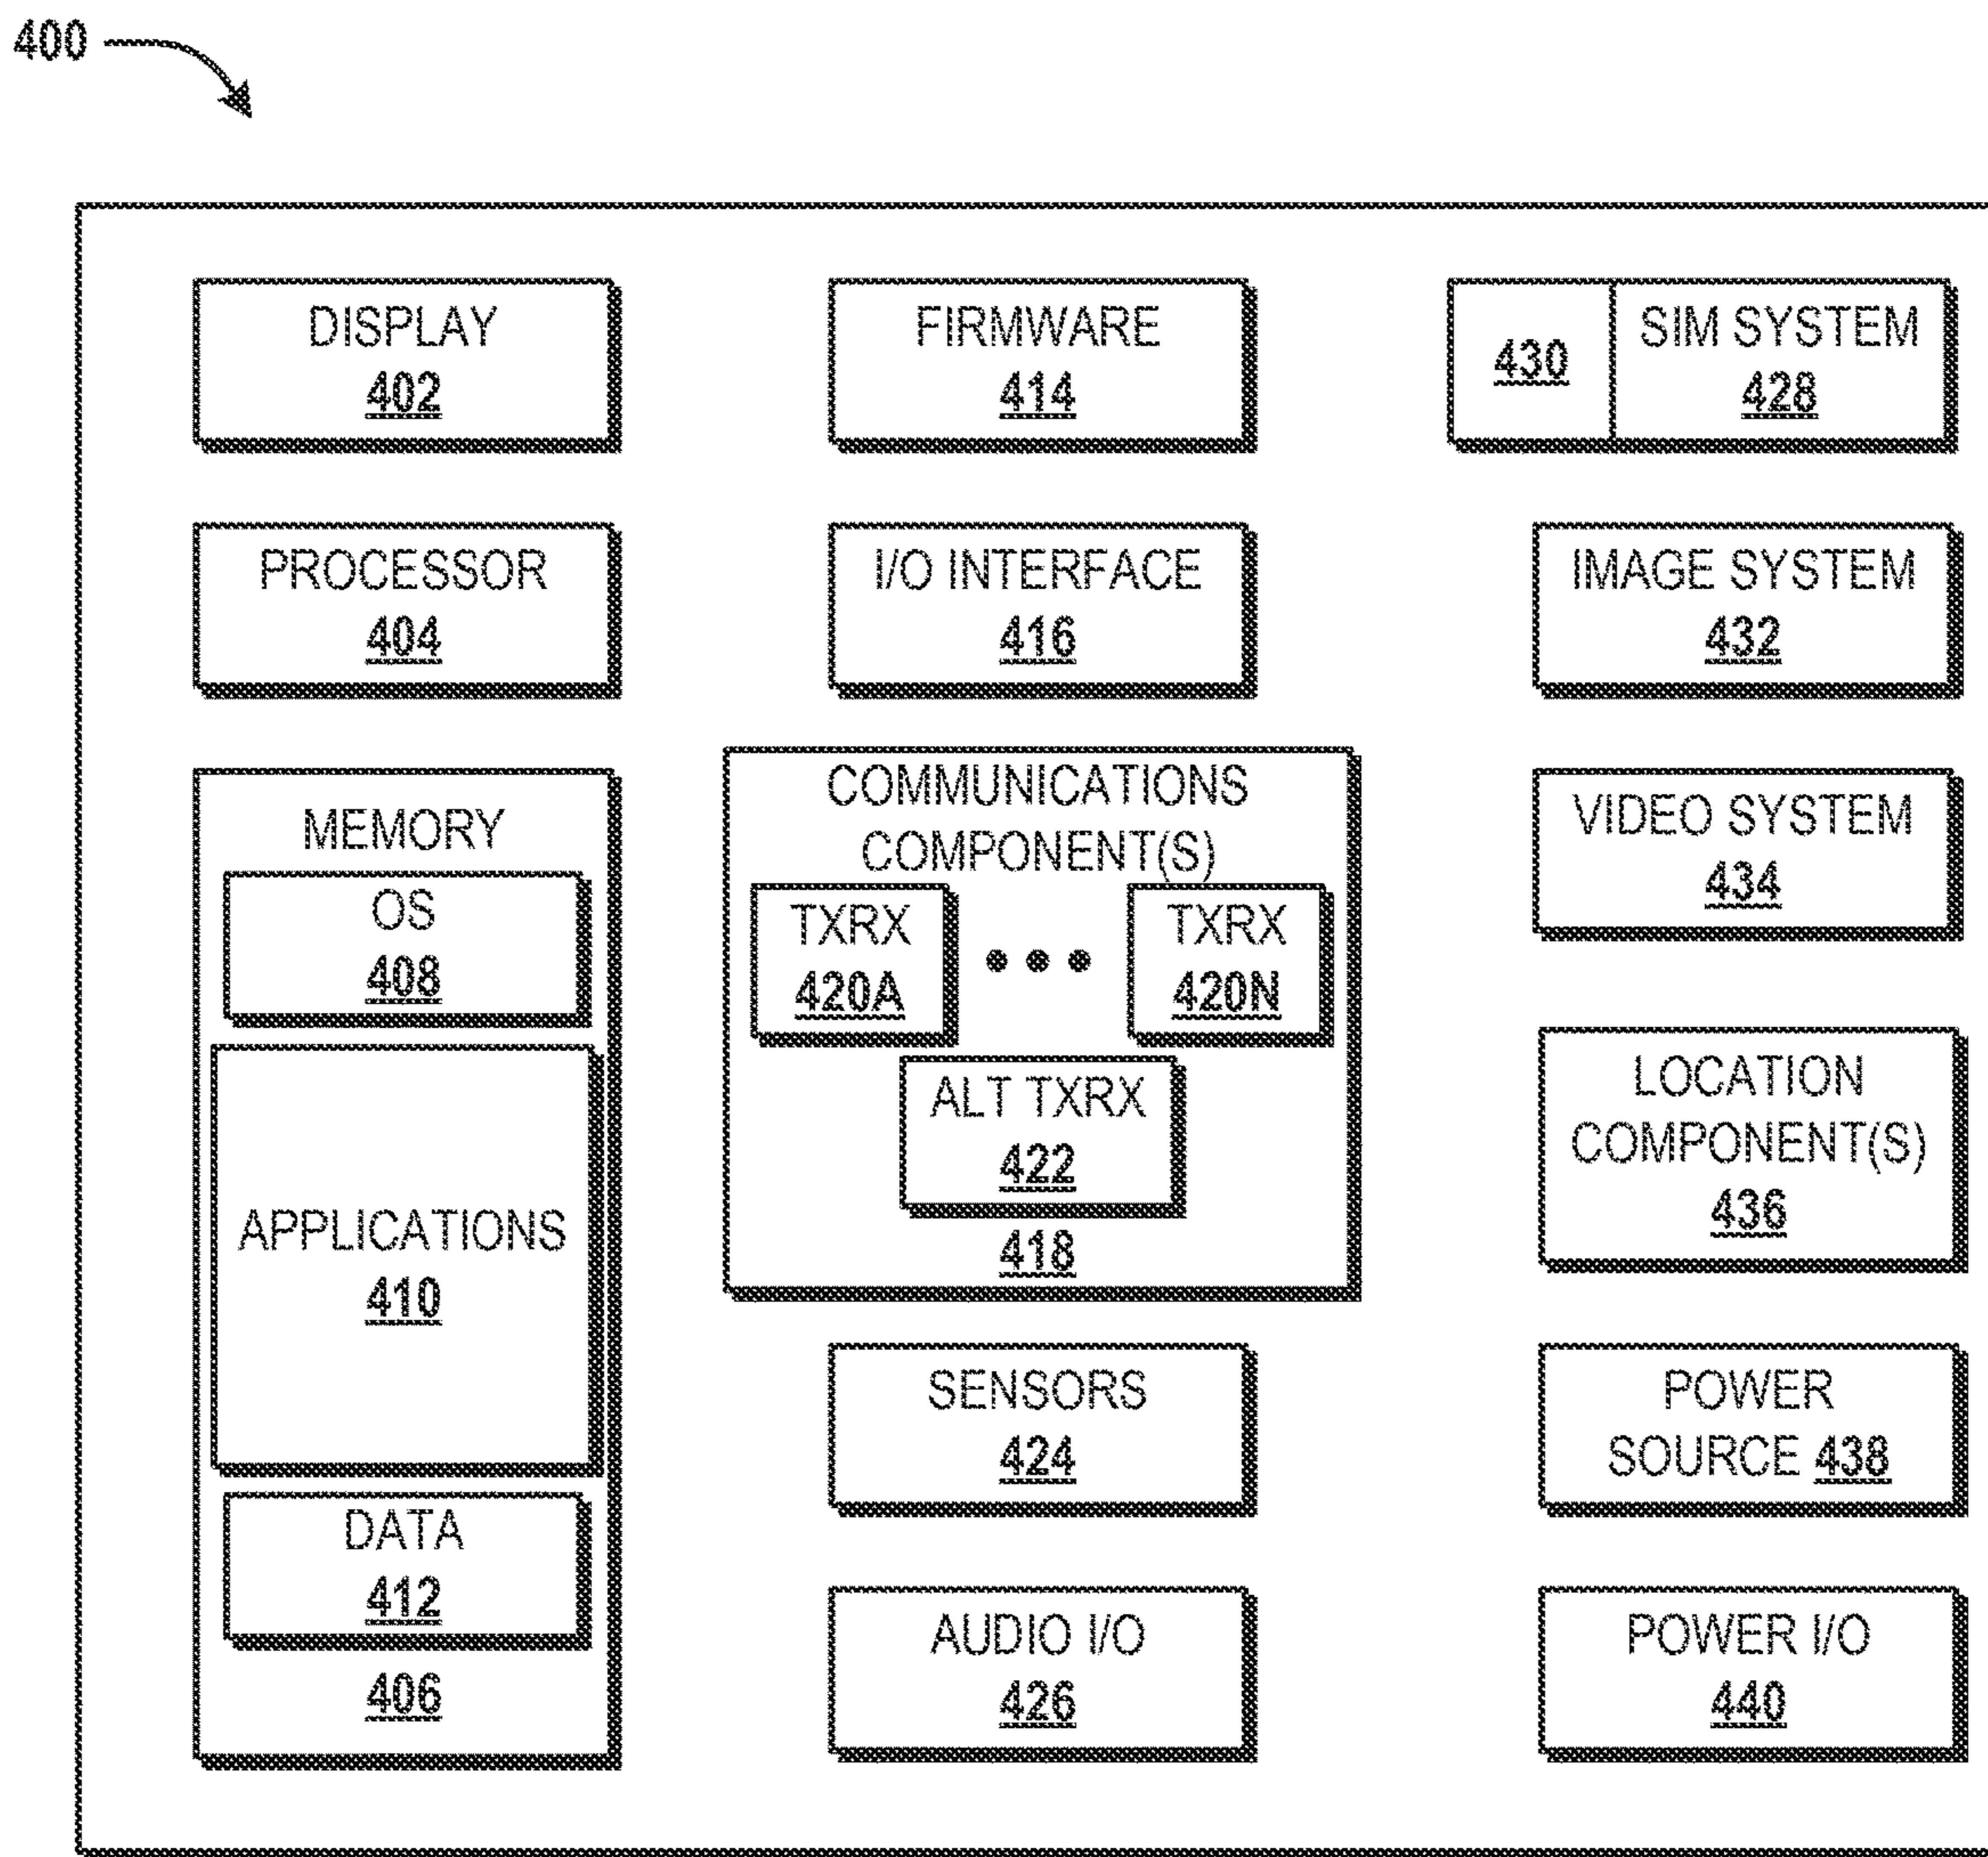 400
DISPLAY
402
PROCESSOR
404
MEMORY
OS
408
APPLICATIONS
410
DATA
412
406
FIRMWARE
414
I/O INTERFACE
416
COMMUNICATIONS
COMPONENT(S)
TXRX
420A
TXRX
420N
ALT TXRX
422
418
SENSORS
424
AUDIO I/O
426
430
SIM SYSTEM
428
IMAGE SYSTEM
432
VIDEO SYSTEM
434
LOCATION
COMPONENT(S)
436
POWER
SOURCE 438
POWER I/O
440